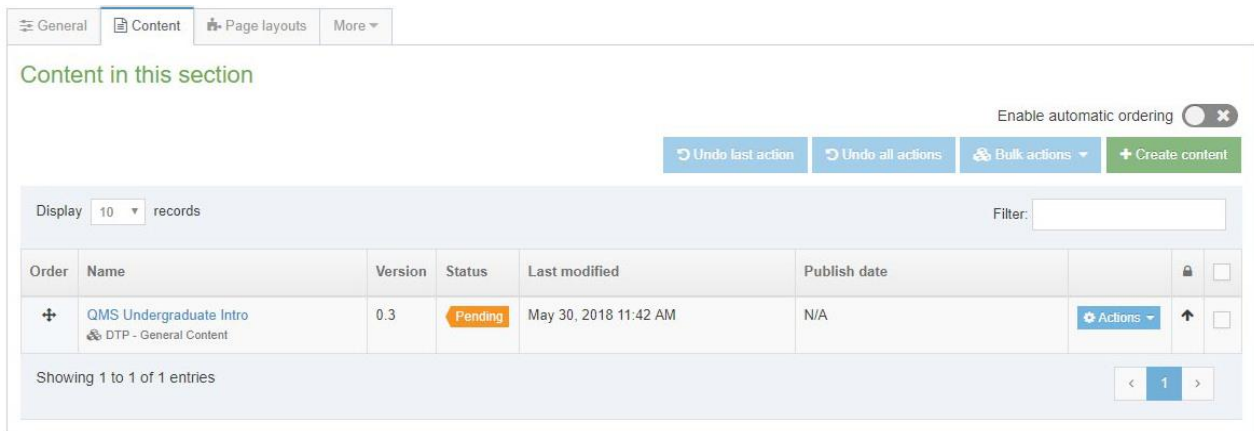 General Content Page layouts More
Content in this section
Enable automatic ordering
Undo last action Undo all actions Bulk actions + Create content
Display 10 records Filter:
Order Name Version Status Last modified Publish date
QMS Undergraduate Intro 0.3 Pending May 30, 2018 11:42 AM N/A Actions
DTP - General Content
Showing 1 to 1 of 1 entries < 1 >